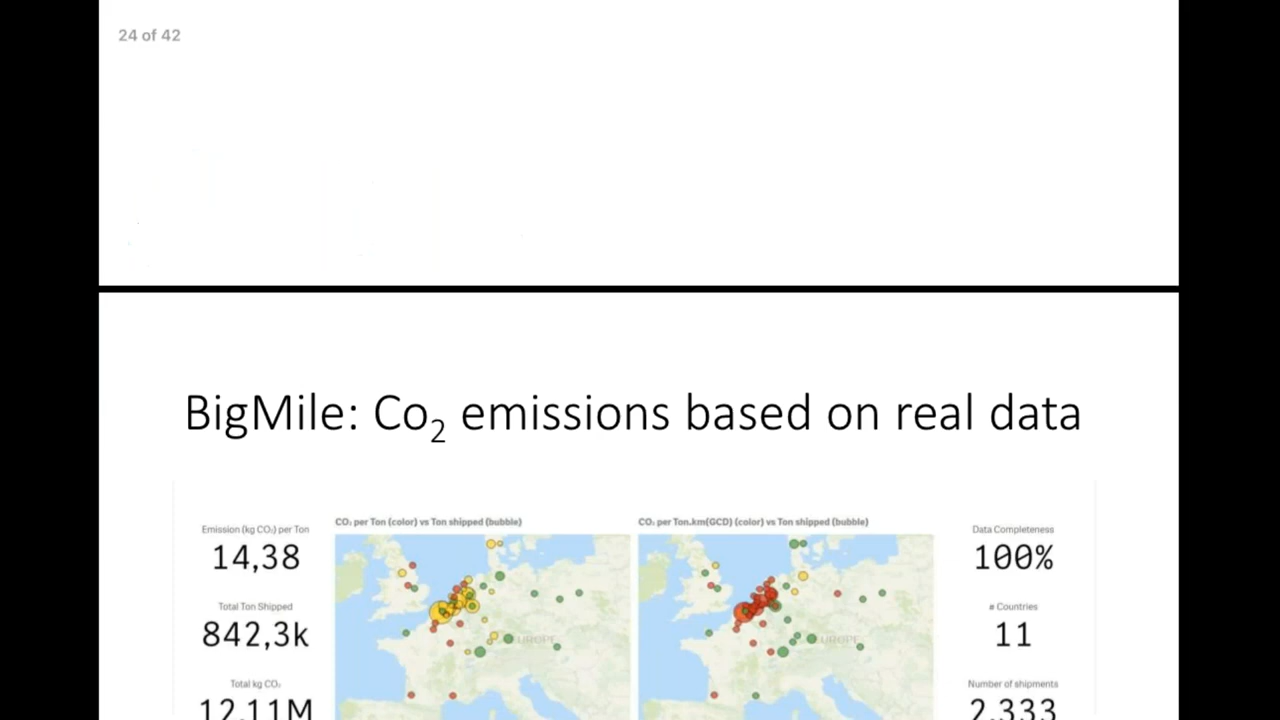 24 of 42
BigMile: Co₂ emissions based on real data
Emission (kg CO₂) per Ton
14,38
Total Ton Shipped
842,3k
Total kg CO₂
12,11M
CO₂ per Ton (color) vs Ton shipped (bubble)
EUROPE
CO₂ per Ton.km(GCD) (color) vs Ton shipped (bubble)
EUROPE
Data Completeness
100%
# Countries
11
Number of shipments
2.333